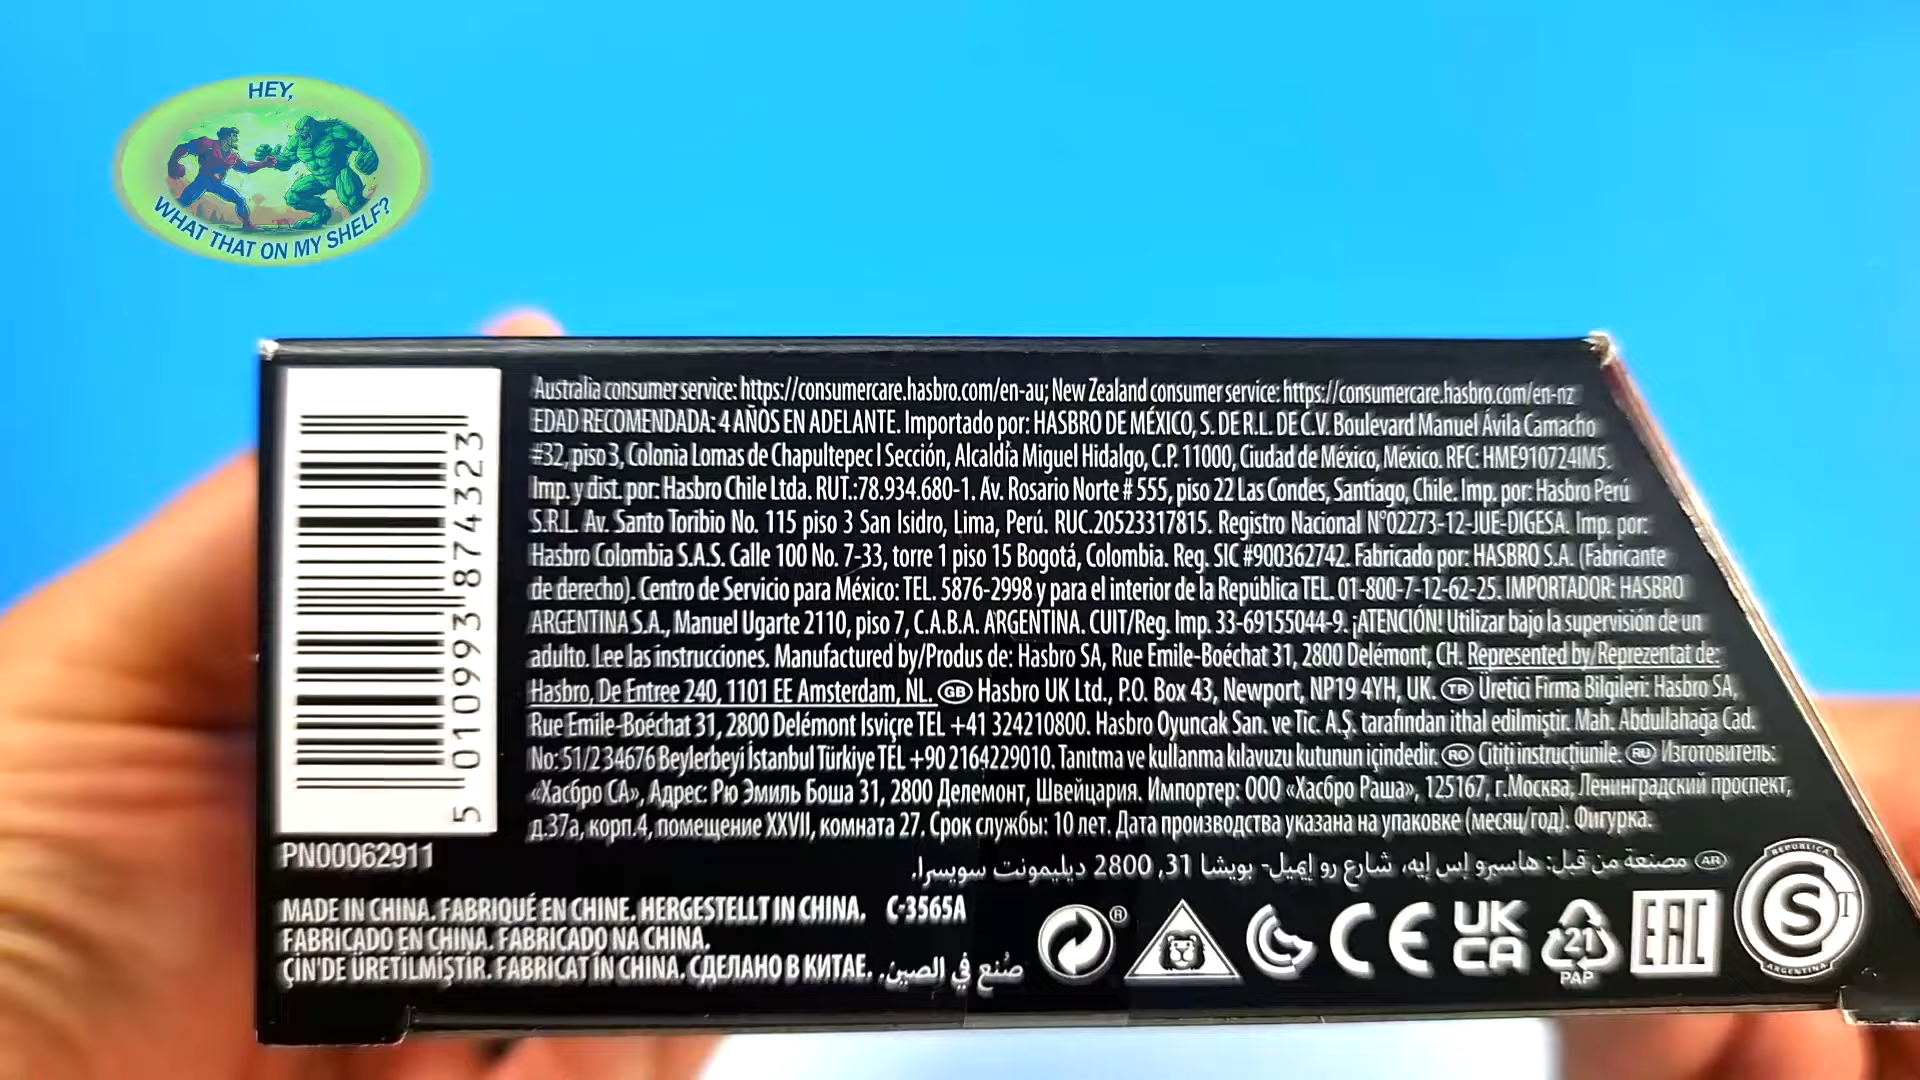 HEY,
WHAT THAT ON MY SHELF?
Australia consumer service: https://consumercare.hasbro.com/en-au; New Zealand consumer service: https://consumercare.hasbro.com/en-nz
EDAD RECOMENDADA: 4 AÑOS EN ADELANTE. Importado por: HASBRO DE MÉXICO, S. DE R.L. DE C.V. Boulevard Manuel Ávila Camacho
#32, piso 3, Colonia Lomas de Chapultepec I Sección, Alcaldía Miguel Hidalgo, C.P. 11000, Ciudad de México, México. RFC: HME910724IM5.
Imp. y dist. por: Hasbro Chile Ltda. RUT.:78.934.680-1. Av. Rosario Norte # 555, piso 22 Las Condes, Santiago, Chile. Imp. por: Hasbro Perú
S.R.L. Av. Santo Toribio No. 115 piso 3 San Isidro, Lima, Perú. RUC.20523317815. Registro Nacional N°02273-12-JUE-DIGESA. Imp. por:
Hasbro Colombia S.A.S. Calle 100 No. 7-33, torre 1 piso 15 Bogotá, Colombia. Reg. SIC #900362742. Fabricado por: HASBRO S.A. (Fabricante
de derecho). Centro de Servicio para México: TEL. 5876-2998 y para el interior de la República TEL. 01-800-7-12-62-25. IMPORTADOR: HASBRO
ARGENTINA S.A., Manuel Ugarte 2110, piso 7, C.A.B.A. ARGENTINA. CUIT/Reg. Imp. 33-69155044-9. ¡ATENCIÓN! Utilizar bajo la supervisión de un
adulto. Lee las instrucciones. Manufactured by/Produs de: Hasbro SA, Rue Emile-Boéchat 31, 2800 Delémont, CH. Represented by/Reprezentat de:
Hasbro, De Entree 240, 1101 EE Amsterdam, NL. GB Hasbro UK Ltd., P.O. Box 43, Newport, NP19 4YH, UK. TR Üretici Firma Bilgileri: Hasbro SA,
Rue Emile-Boéchat 31, 2800 Delémont İsviçre TEL +41 324210800. Hasbro Oyuncak San. ve Tic. A.Ş. tarafından ithal edilmiştir. Mah. Abdullahağa Cad.
No: 51/2 34676 Beylerbeyi İstanbul Türkiye TEL +90 2164229010. Tanıtma ve kullanma kılavuzu kutunun içindedir. RO Citiți instrucțiunile. RU Изготовитель:
«Хасбро СА», Адрес: Рю Эмиль Боша 31, 2800 Делемонт, Швейцария. Импортер: ООО «Хасбро Раша», 125167, г.Москва, Ленинградский проспект,
д.37а, корп.4, помещение XXVII, комната 27. Срок службы: 10 лет. Дата производства указана на упаковке (месяц/год). Фигурка.
AR مصنعة من قبل: هاسبرو إس إيه، شارع رو إيميل- بويشا 31, 2800 ديليمونت سويسرا.
5 010993 874323
PN00062911
MADE IN CHINA. FABRIQUÉ EN CHINE. HERGESTELLT IN CHINA. C-3565A
FABRICADO EN CHINA. FABRICADO NA CHINA.
ÇİN'DE ÜRETİLMİŞTİR. FABRICAT ÎN CHINA. СДЕЛАНО В КИТАЕ. صُنع في الصين.
® CE UK CA 21 PAP EAC
REPUBLICA S T ARGENTINA